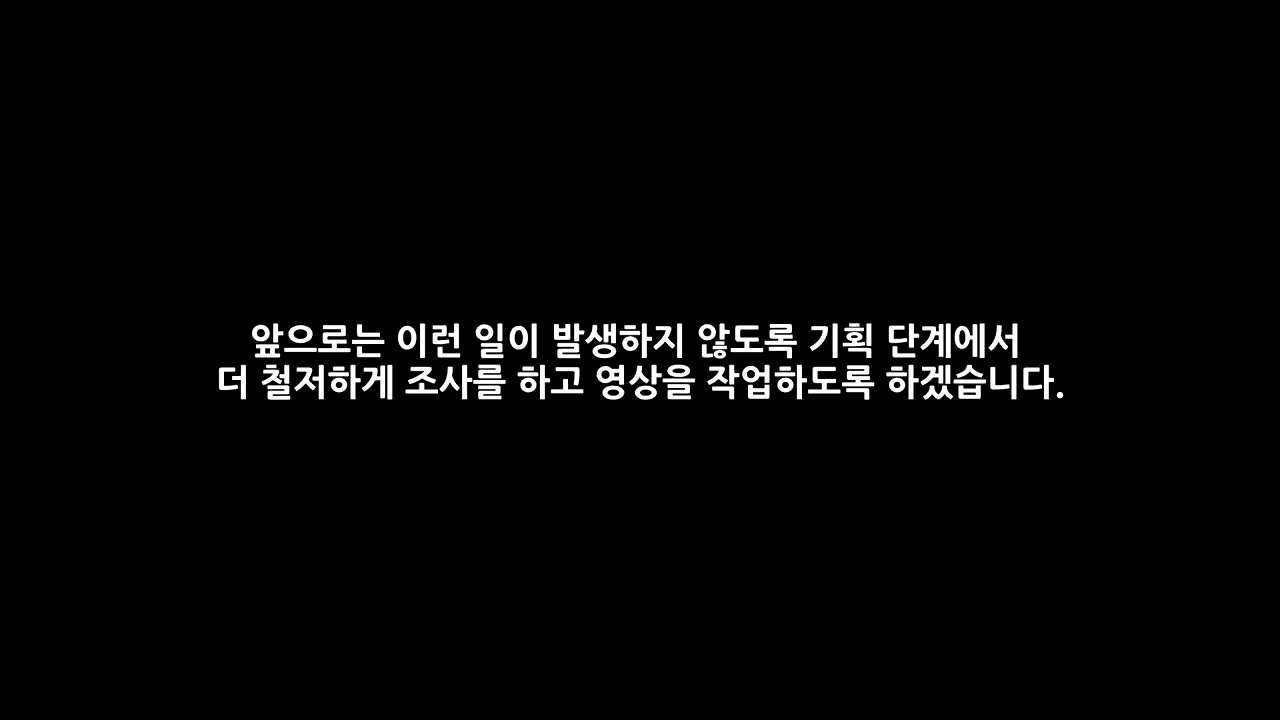 앞으로는 이런 일이 발생하지 않도록 기획 단계에서
더 철저하게 조사를 하고 영상을 작업하도록 하겠습니다.